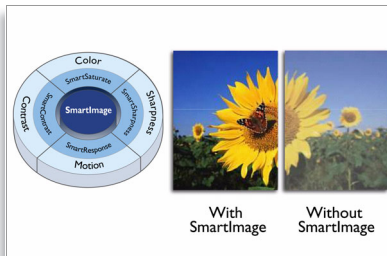 Color
SmartSaturate
Contrast
SmartContrast
SmartImage
SmartSharpness
Sharpness
SmartResponse
Motion
With
SmartImage
Without
SmartImage